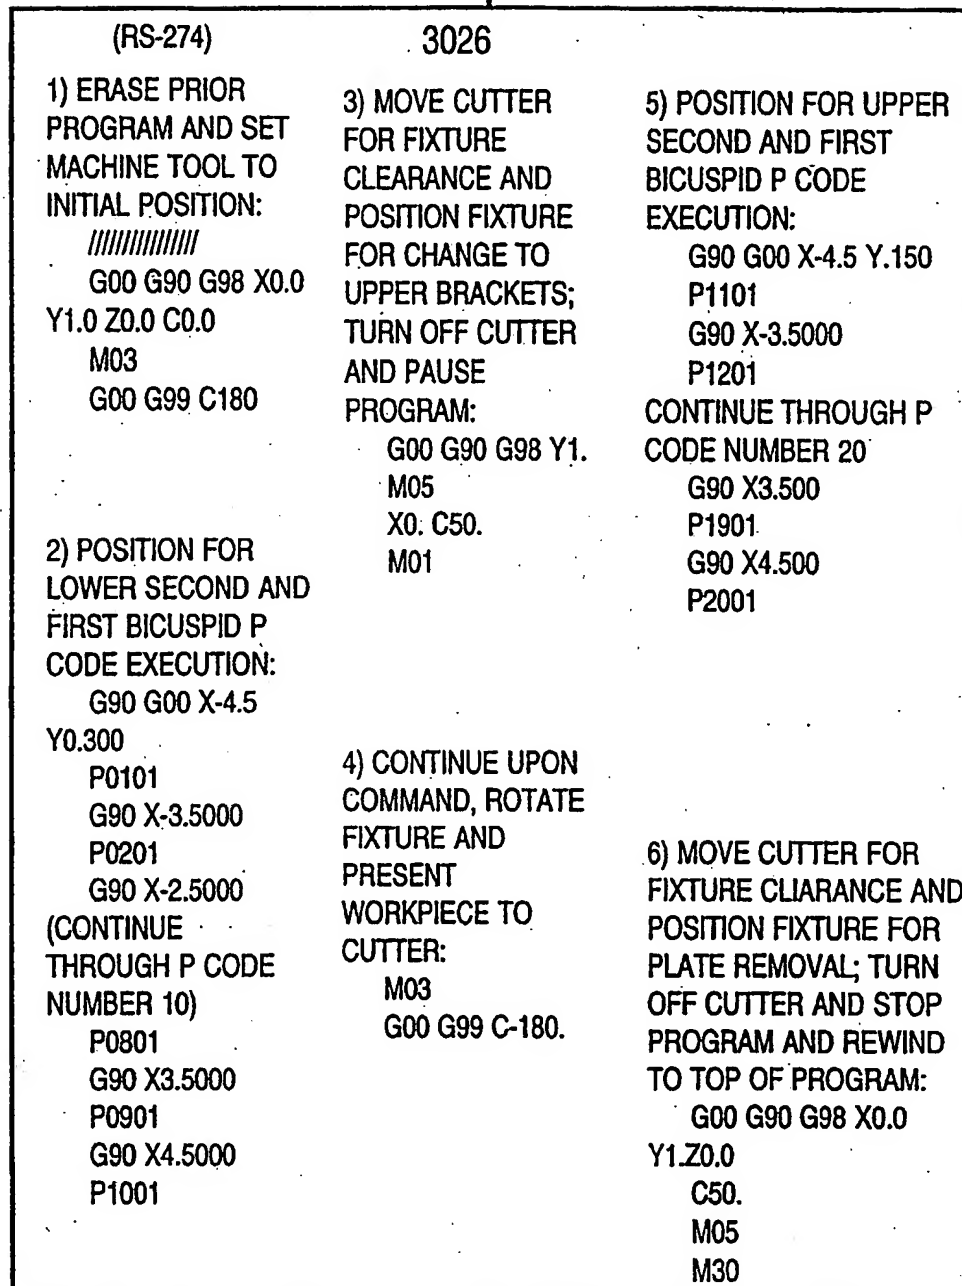 (RS-274)
3026
1) ERASE PRIOR
PROGRAM AND SET
MACHINE TOOL TO
INITIAL POSITION:
////////////////
G00 G90 G98 X0.0
Y1.0 Z0.0 C0.0
M03
G00 G99 C180
2) POSITION FOR
LOWER SECOND AND
FIRST BICUSPID P
CODE EXECUTION:
G90 G00 X-4.5
Y0.300
P0101
G90 X-3.5000
P0201
G90 X-2.5000
(CONTINUE
THROUGH P CODE
NUMBER 10)
P0801
G90 X3.5000
P0901
G90 X4.5000
P1001
3) MOVE CUTTER
FOR FIXTURE
CLEARANCE AND
POSITION FIXTURE
FOR CHANGE TO
UPPER BRACKETS;
TURN OFF CUTTER
AND PAUSE
PROGRAM:
G00 G90 G98 Y1.
M05
X0. C50.
M01
4) CONTINUE UPON
COMMAND, ROTATE
FIXTURE AND
PRESENT
WORKPIECE TO
CUTTER:
M03
G00 G99 C-180.
5) POSITION FOR UPPER
SECOND AND FIRST
BICUSPID P CODE
EXECUTION:
G90 G00 X-4.5 Y.150
P1101
G90 X-3.5000
P1201
CONTINUE THROUGH P
CODE NUMBER 20
G90 X3.500
P1901
G90 X4.500
P2001
6) MOVE CUTTER FOR
FIXTURE CLIARANCE AND
POSITION FIXTURE FOR
PLATE REMOVAL; TURN
OFF CUTTER AND STOP
PROGRAM AND REWIND
TO TOP OF PROGRAM:
G00 G90 G98 X0.0
Y1.Z0.0
C50.
M05
M30